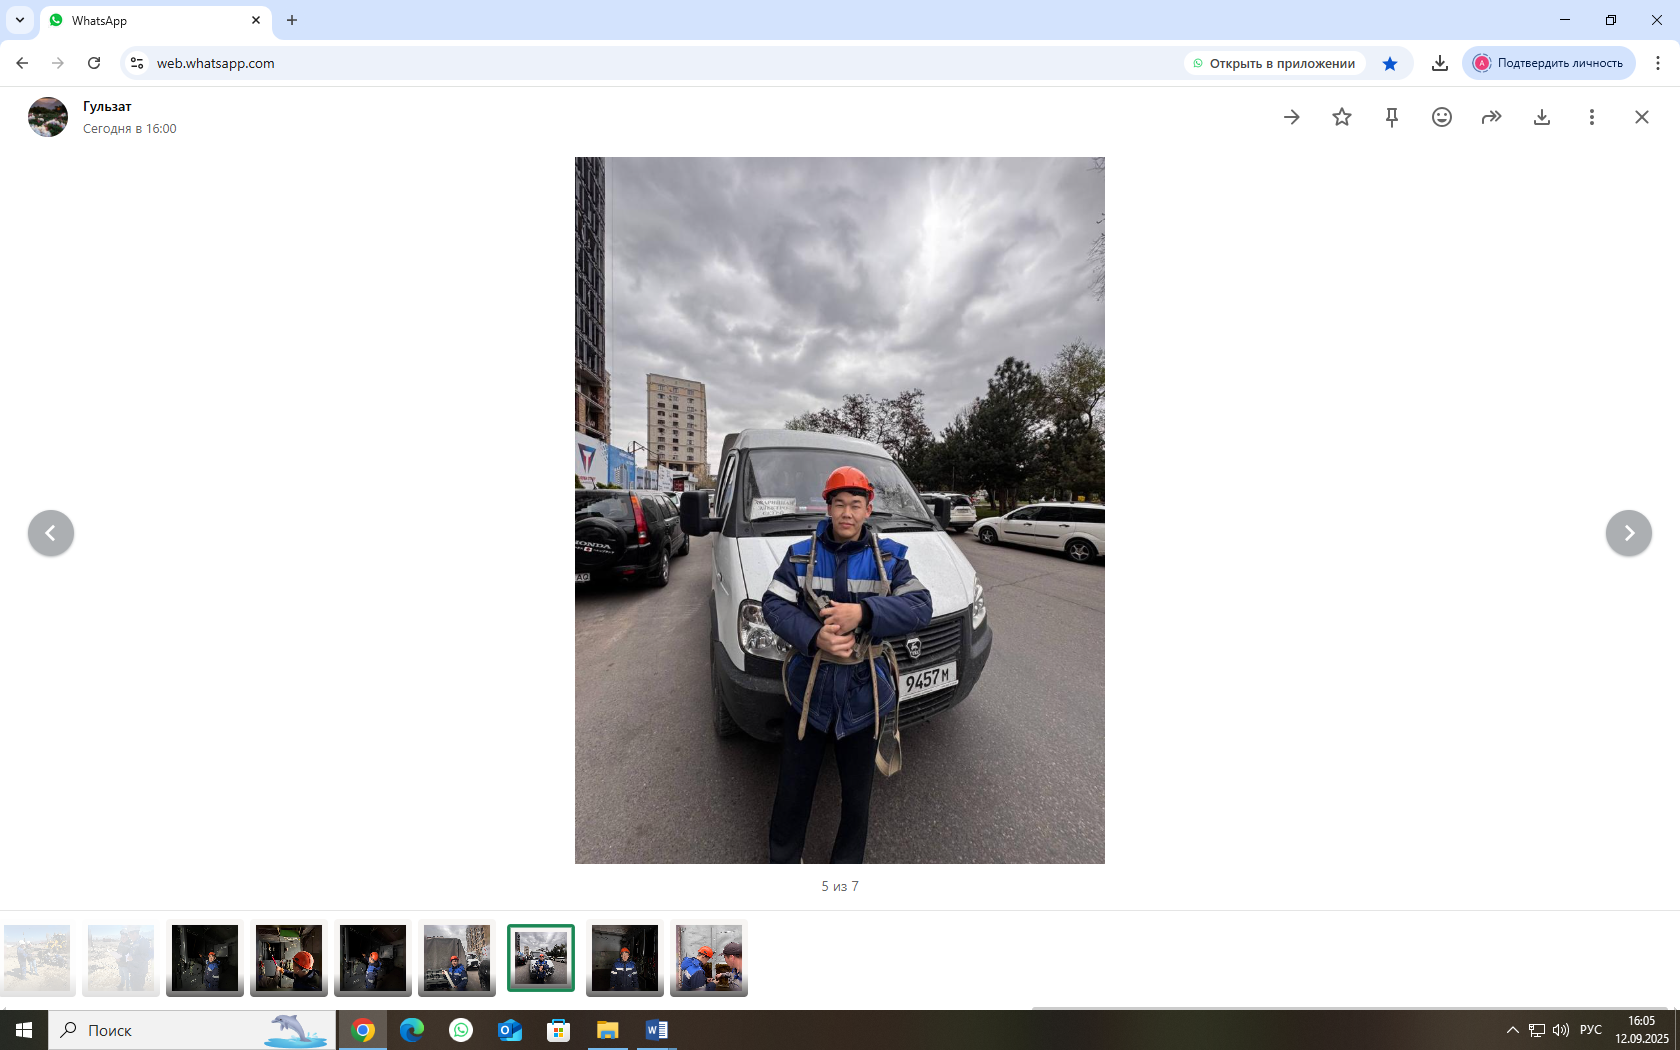 WhatsApp
web.whatsapp.com
Открыть в приложении
A
Подтвердить личность
Гульзат
Сегодня в 16:00
HONDA
9457 M
5 из 7
Поиск
РУС
16:05
12.09.2025